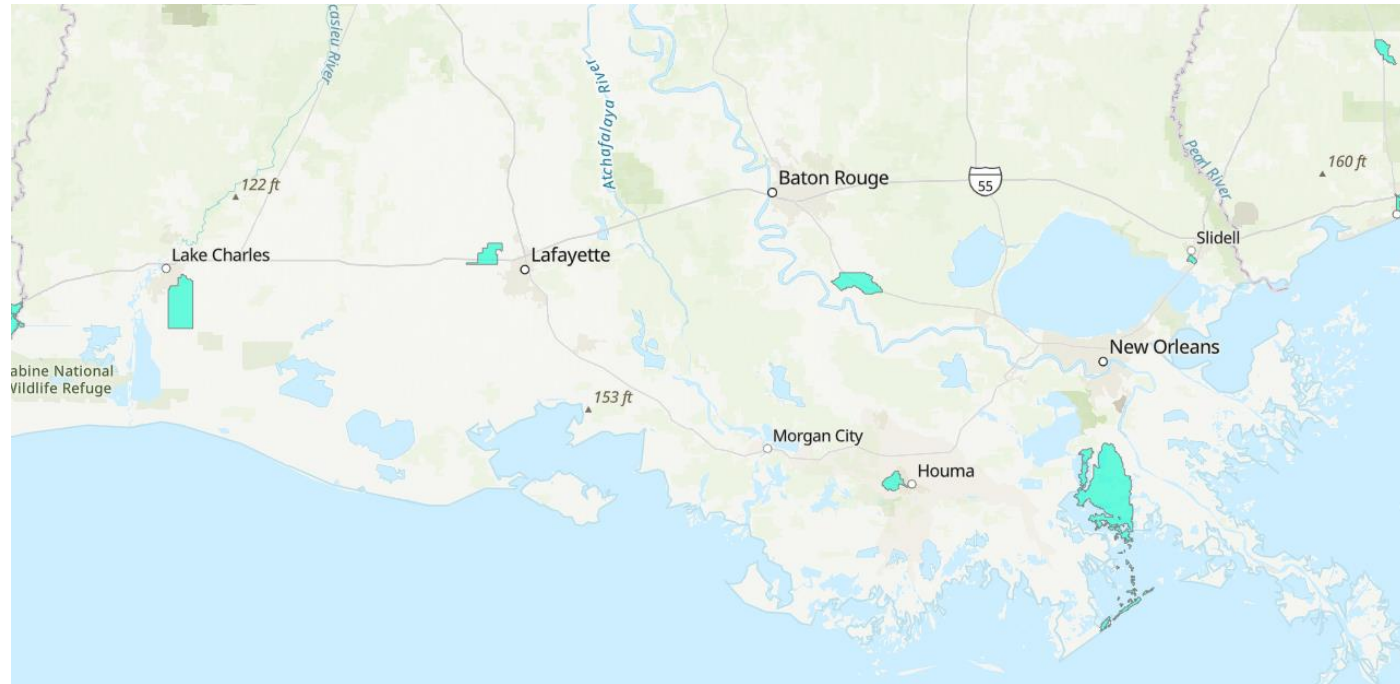 casieu River
Atchafalaya River
Pearl River
160 ft
122 ft
Baton Rouge
55
Slidell
Lake Charles
Lafayette
New Orleans
abine National
Wildlife Refuge
153 ft
Morgan City
Houma